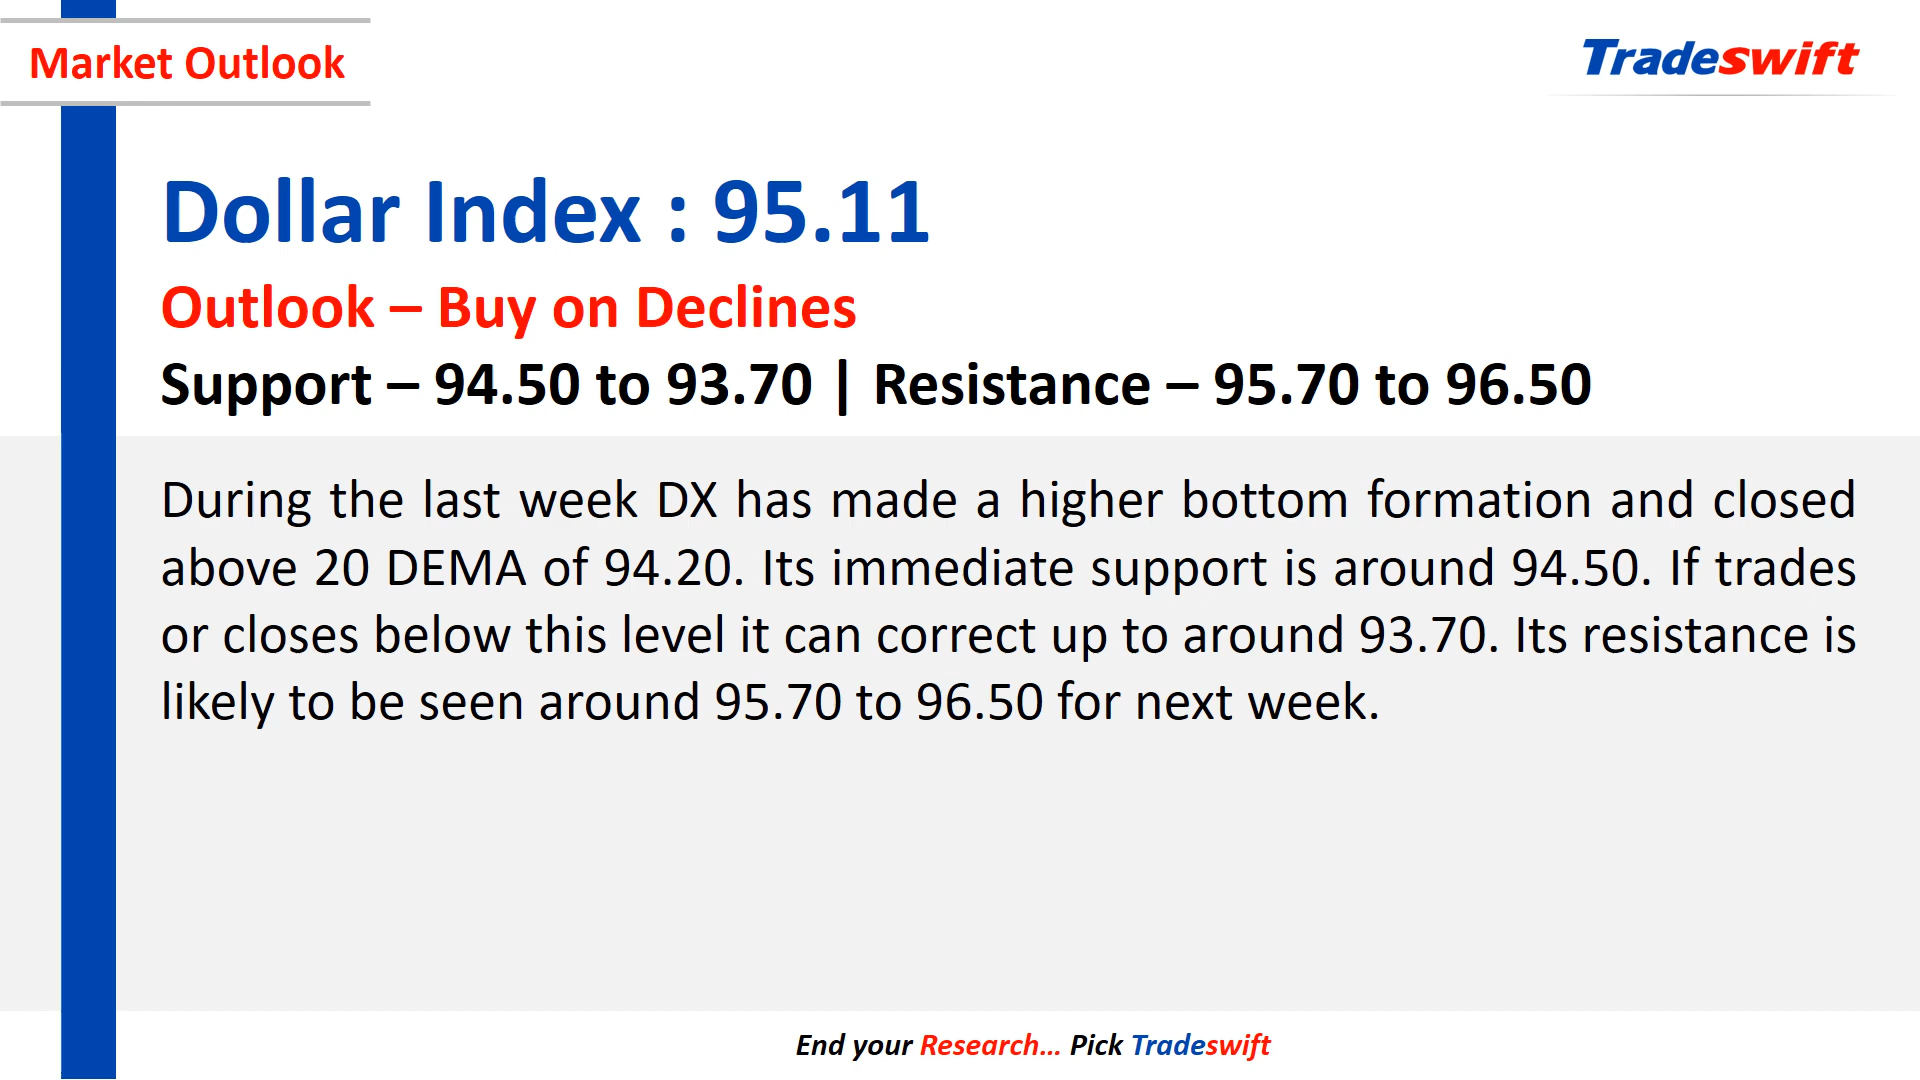 Market Outlook
Tradeswift
Dollar Index : 95.11
Outlook – Buy on Declines
Support – 94.50 to 93.70 | Resistance – 95.70 to 96.50
During the last week DX has made a higher bottom formation and closed
above 20 DEMA of 94.20. Its immediate support is around 94.50. If trades
or closes below this level it can correct up to around 93.70. Its resistance is
likely to be seen around 95.70 to 96.50 for next week.
End your Research... Pick Tradeswift